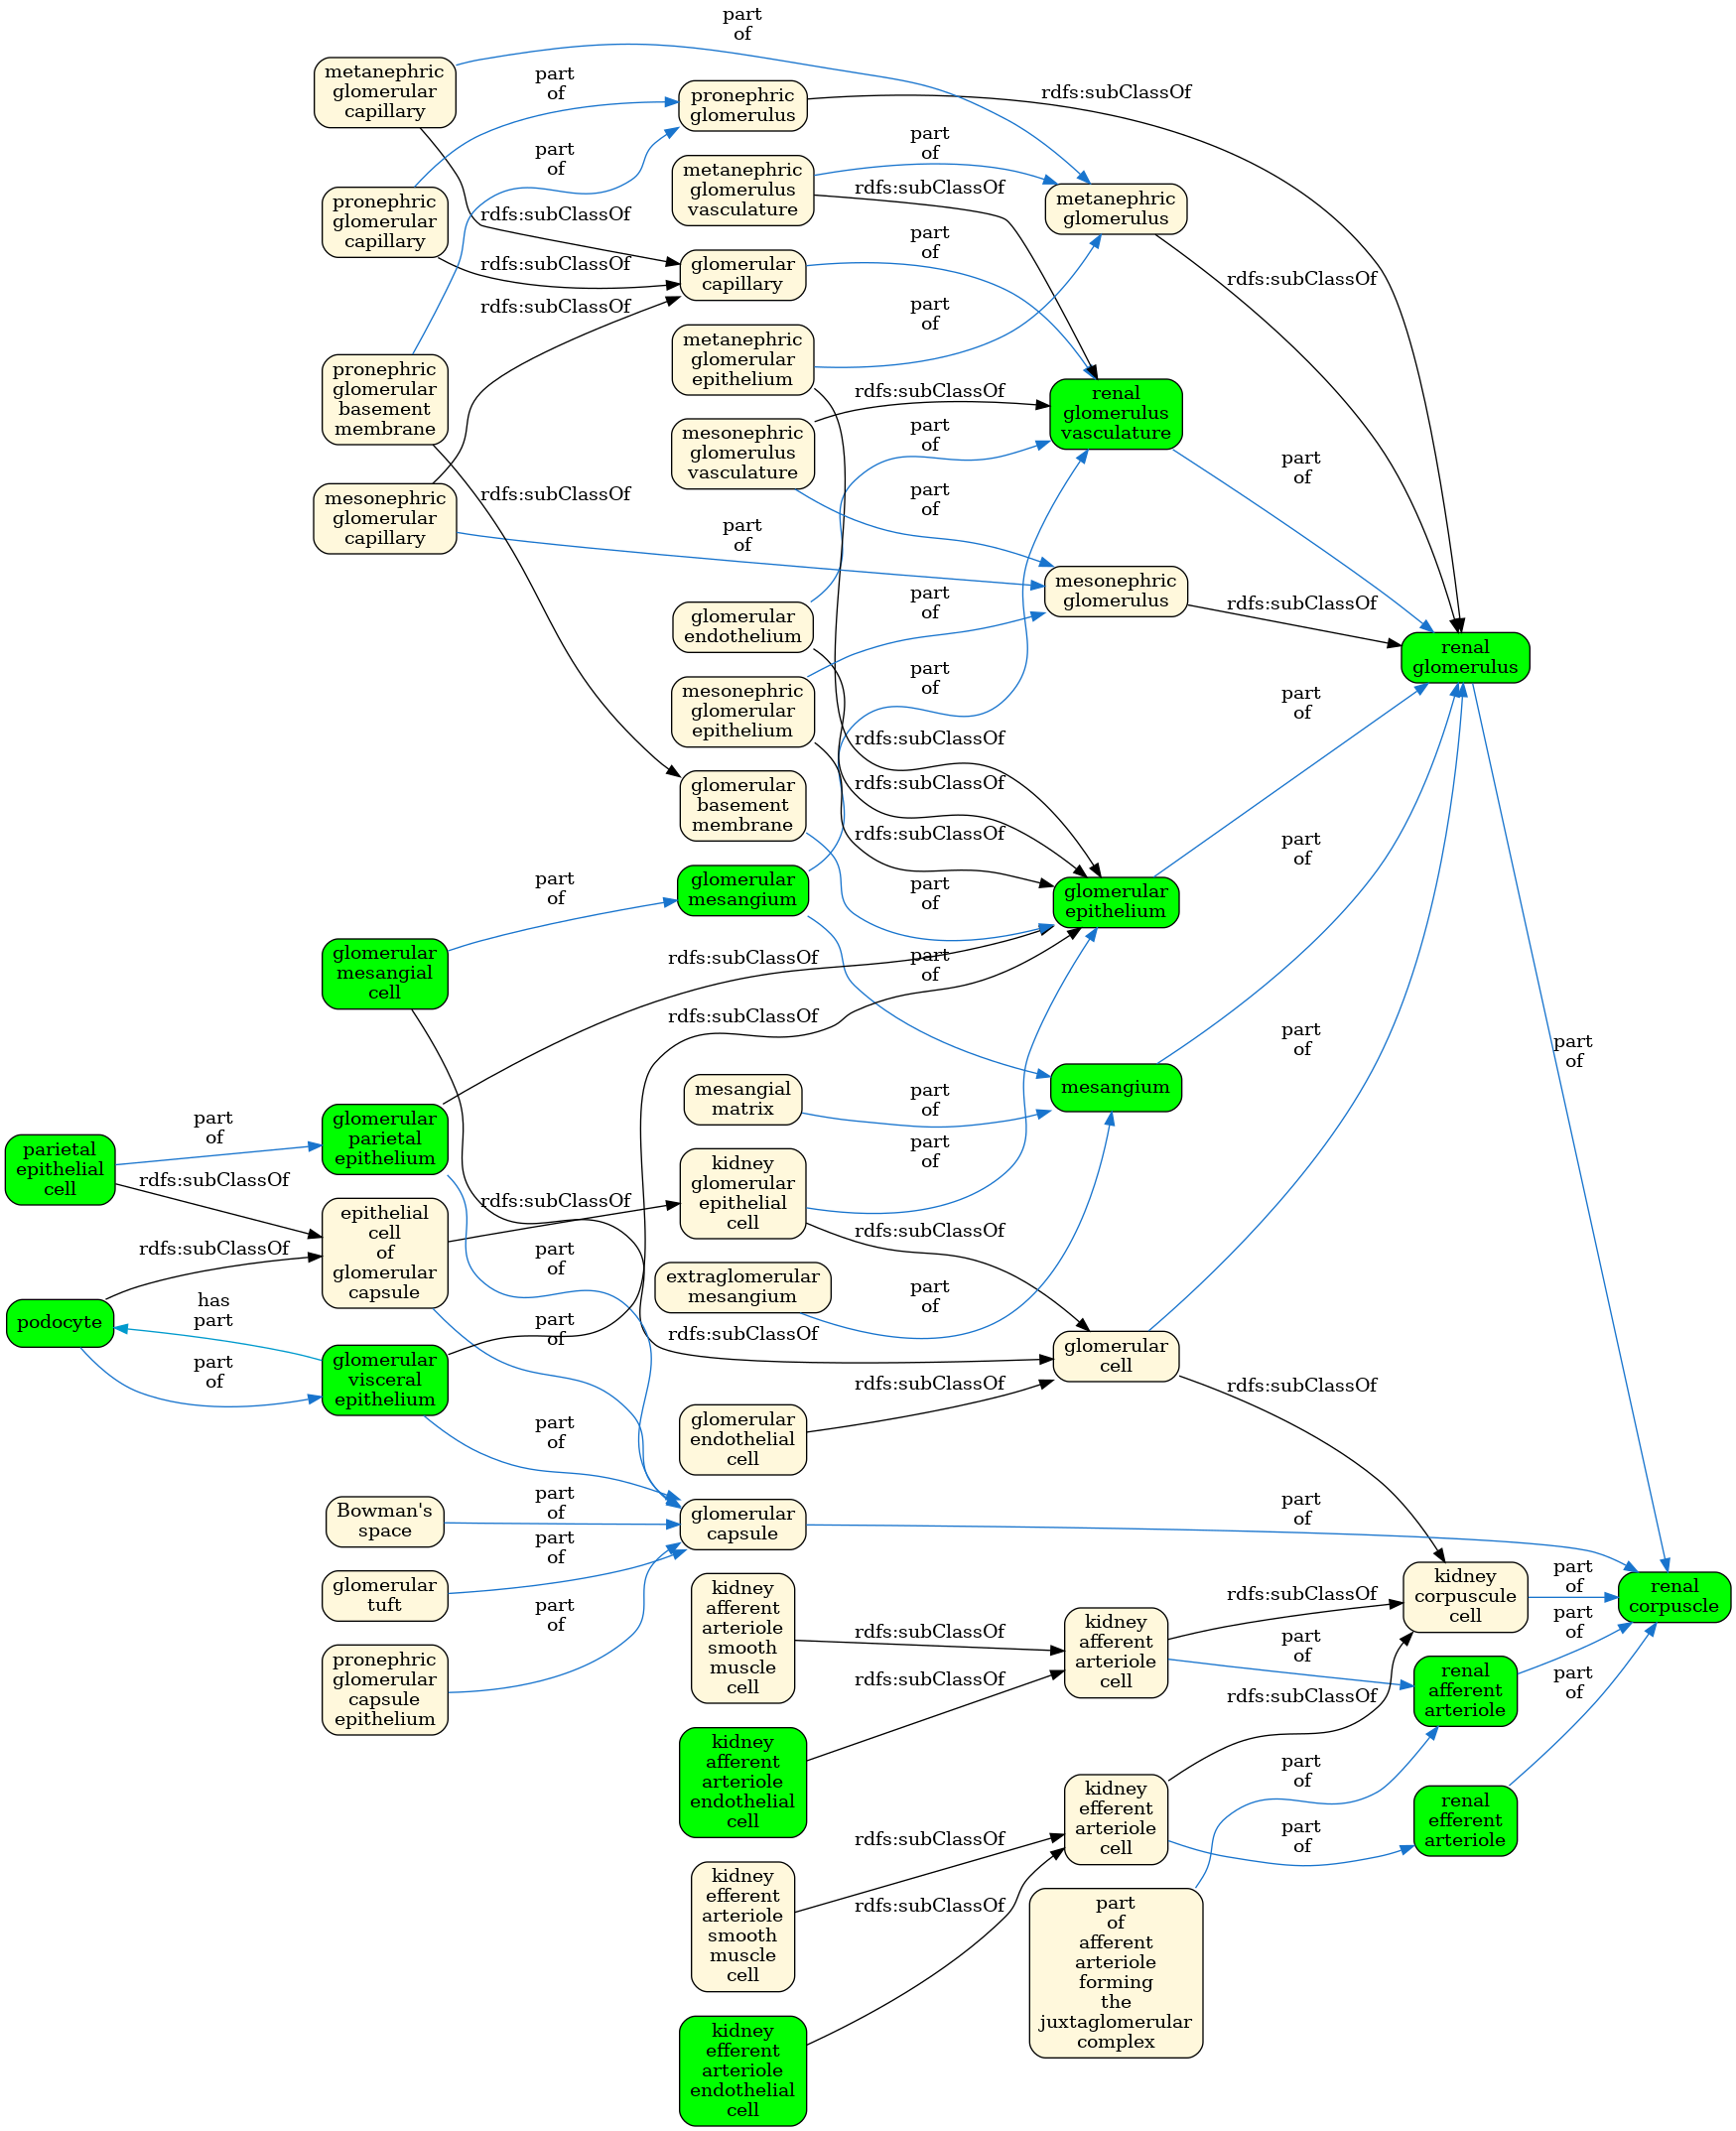 part
of
metanephric
glomerular
capillary
part
of
pronephric
glomerulus
rdfs:subClassOf
part
of
metanephric
glomerulus
vasculature
part
of
rdfs:subClassOf
metanephric
glomerulus
pronephric
glomerular
capillary
rdfs:subClassOf
rdfs:subClassOf
glomerular
capillary
part
of
rdfs:subClassOf
rdfs:subClassOf
metanephric
glomerular
epithelium
part
of
pronephric
glomerular
basement
membrane
rdfs:subClassOf
renal
glomerulus
vasculature
mesonephric
glomerulus
vasculature
part
of
part
of
part
of
mesonephric
glomerular
capillary
rdfs:subClassOf
part
of
mesonephric
glomerulus
rdfs:subClassOf
glomerular
endothelium
part
of
renal
glomerulus
mesonephric
glomerular
epithelium
part
of
part
of
rdfs:subClassOf
rdfs:subClassOf
rdfs:subClassOf
glomerular
basement
membrane
part
of
glomerular
mesangium
part
of
part
of
glomerular
epithelium
glomerular
mesangial
cell
rdfs:subClassOf
part
of
rdfs:subClassOf
part
of
part
of
mesangium
mesangial
matrix
part
of
glomerular
parietal
epithelium
part
of
parietal
epithelial
cell
part
of
rdfs:subClassOf
kidney
glomerular
epithelial
cell
epithelial
cell
of
glomerular
capsule
rdfs:subClassOf
rdfs:subClassOf
rdfs:subClassOf
part
of
extraglomerular
mesangium
part
of
podocyte
has
part
part
of
part
of
rdfs:subClassOf
glomerular
cell
glomerular
visceral
epithelium
rdfs:subClassOf
rdfs:subClassOf
glomerular
endothelial
cell
part
of
Bowman's
space
part
of
glomerular
capsule
part
of
part
of
glomerular
tuft
kidney
afferent
arteriole
smooth
muscle
cell
rdfs:subClassOf
kidney
afferent
arteriole
cell
rdfs:subClassOf
kidney
corpuscule
cell
part
of
renal
corpuscle
part
of
pronephric
glomerular
capsule
epithelium
part
of
part
of
renal
afferent
arteriole
part
of
rdfs:subClassOf
rdfs:subClassOf
kidney
afferent
arteriole
endothelial
cell
part
of
kidney
efferent
arteriole
cell
renal
efferent
arteriole
part
of
rdfs:subClassOf
kidney
efferent
arteriole
smooth
muscle
cell
rdfs:subClassOf
part
of
afferent
arteriole
forming
the
juxtaglomerular
complex
kidney
efferent
arteriole
endothelial
cell